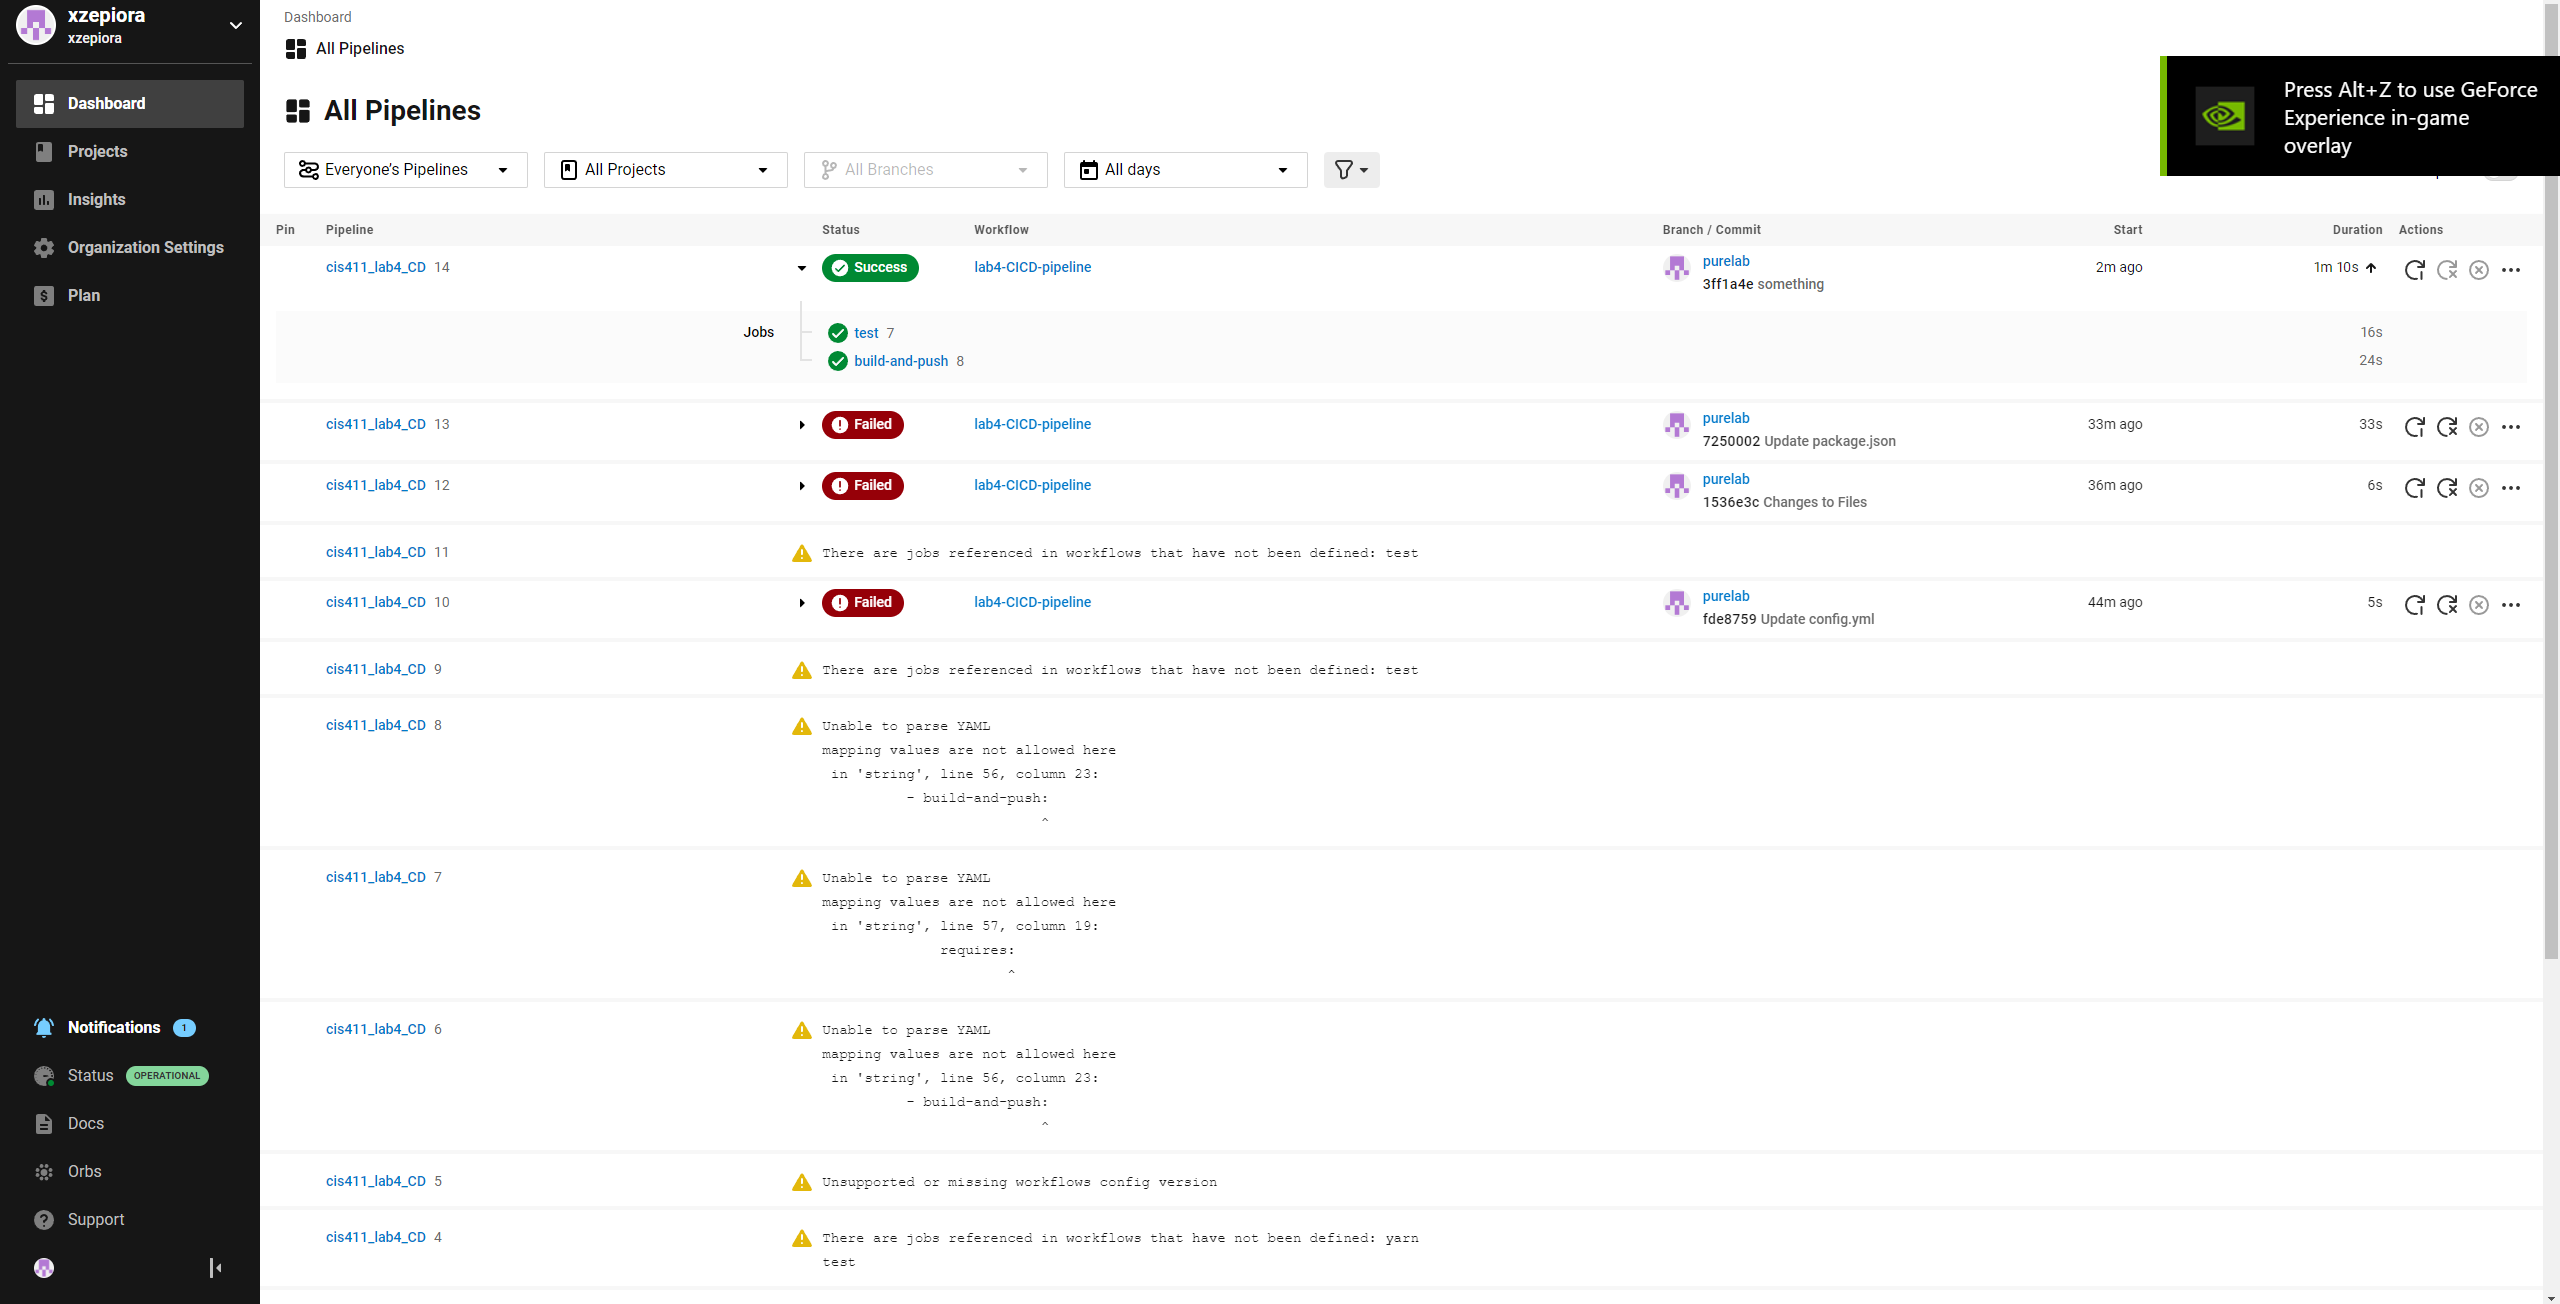 xzepiora
xzepiora
Dashboard
Projects
Insights
Organization Settings
Plan
Notifications 1
Status OPERATIONAL
Docs
Orbs
Support
Dashboard
All Pipelines
All Pipelines
Everyone's Pipelines All Projects All Branches All days
Press Alt+Z to use GeForce
Experience in-game
overlay
Pin Pipeline Status Workflow Branch / Commit Start Duration Actions
cis411_lab4_CD 14 Success lab4-CICD-pipeline purelab 2m ago 1m 10s
3ff1a4e something
Jobs test 7 16s
build-and-push 8 24s
cis411_lab4_CD 13 Failed lab4-CICD-pipeline purelab 33m ago 33s
7250002 Update package.json
cis411_lab4_CD 12 Failed lab4-CICD-pipeline purelab 36m ago 6s
1536e3c Changes to Files
cis411_lab4_CD 11 There are jobs referenced in workflows that have not been defined: test
cis411_lab4_CD 10 Failed lab4-CICD-pipeline purelab 44m ago 5s
fde8759 Update config.yml
cis411_lab4_CD 9 There are jobs referenced in workflows that have not been defined: test
cis411_lab4_CD 8 Unable to parse YAML
mapping values are not allowed here
in 'string', line 56, column 23:
- build-and-push:
^
cis411_lab4_CD 7 Unable to parse YAML
mapping values are not allowed here
in 'string', line 57, column 19:
requires:
^
cis411_lab4_CD 6 Unable to parse YAML
mapping values are not allowed here
in 'string', line 56, column 23:
- build-and-push:
^
cis411_lab4_CD 5 Unsupported or missing workflows config version
cis411_lab4_CD 4 There are jobs referenced in workflows that have not been defined: yarn
test